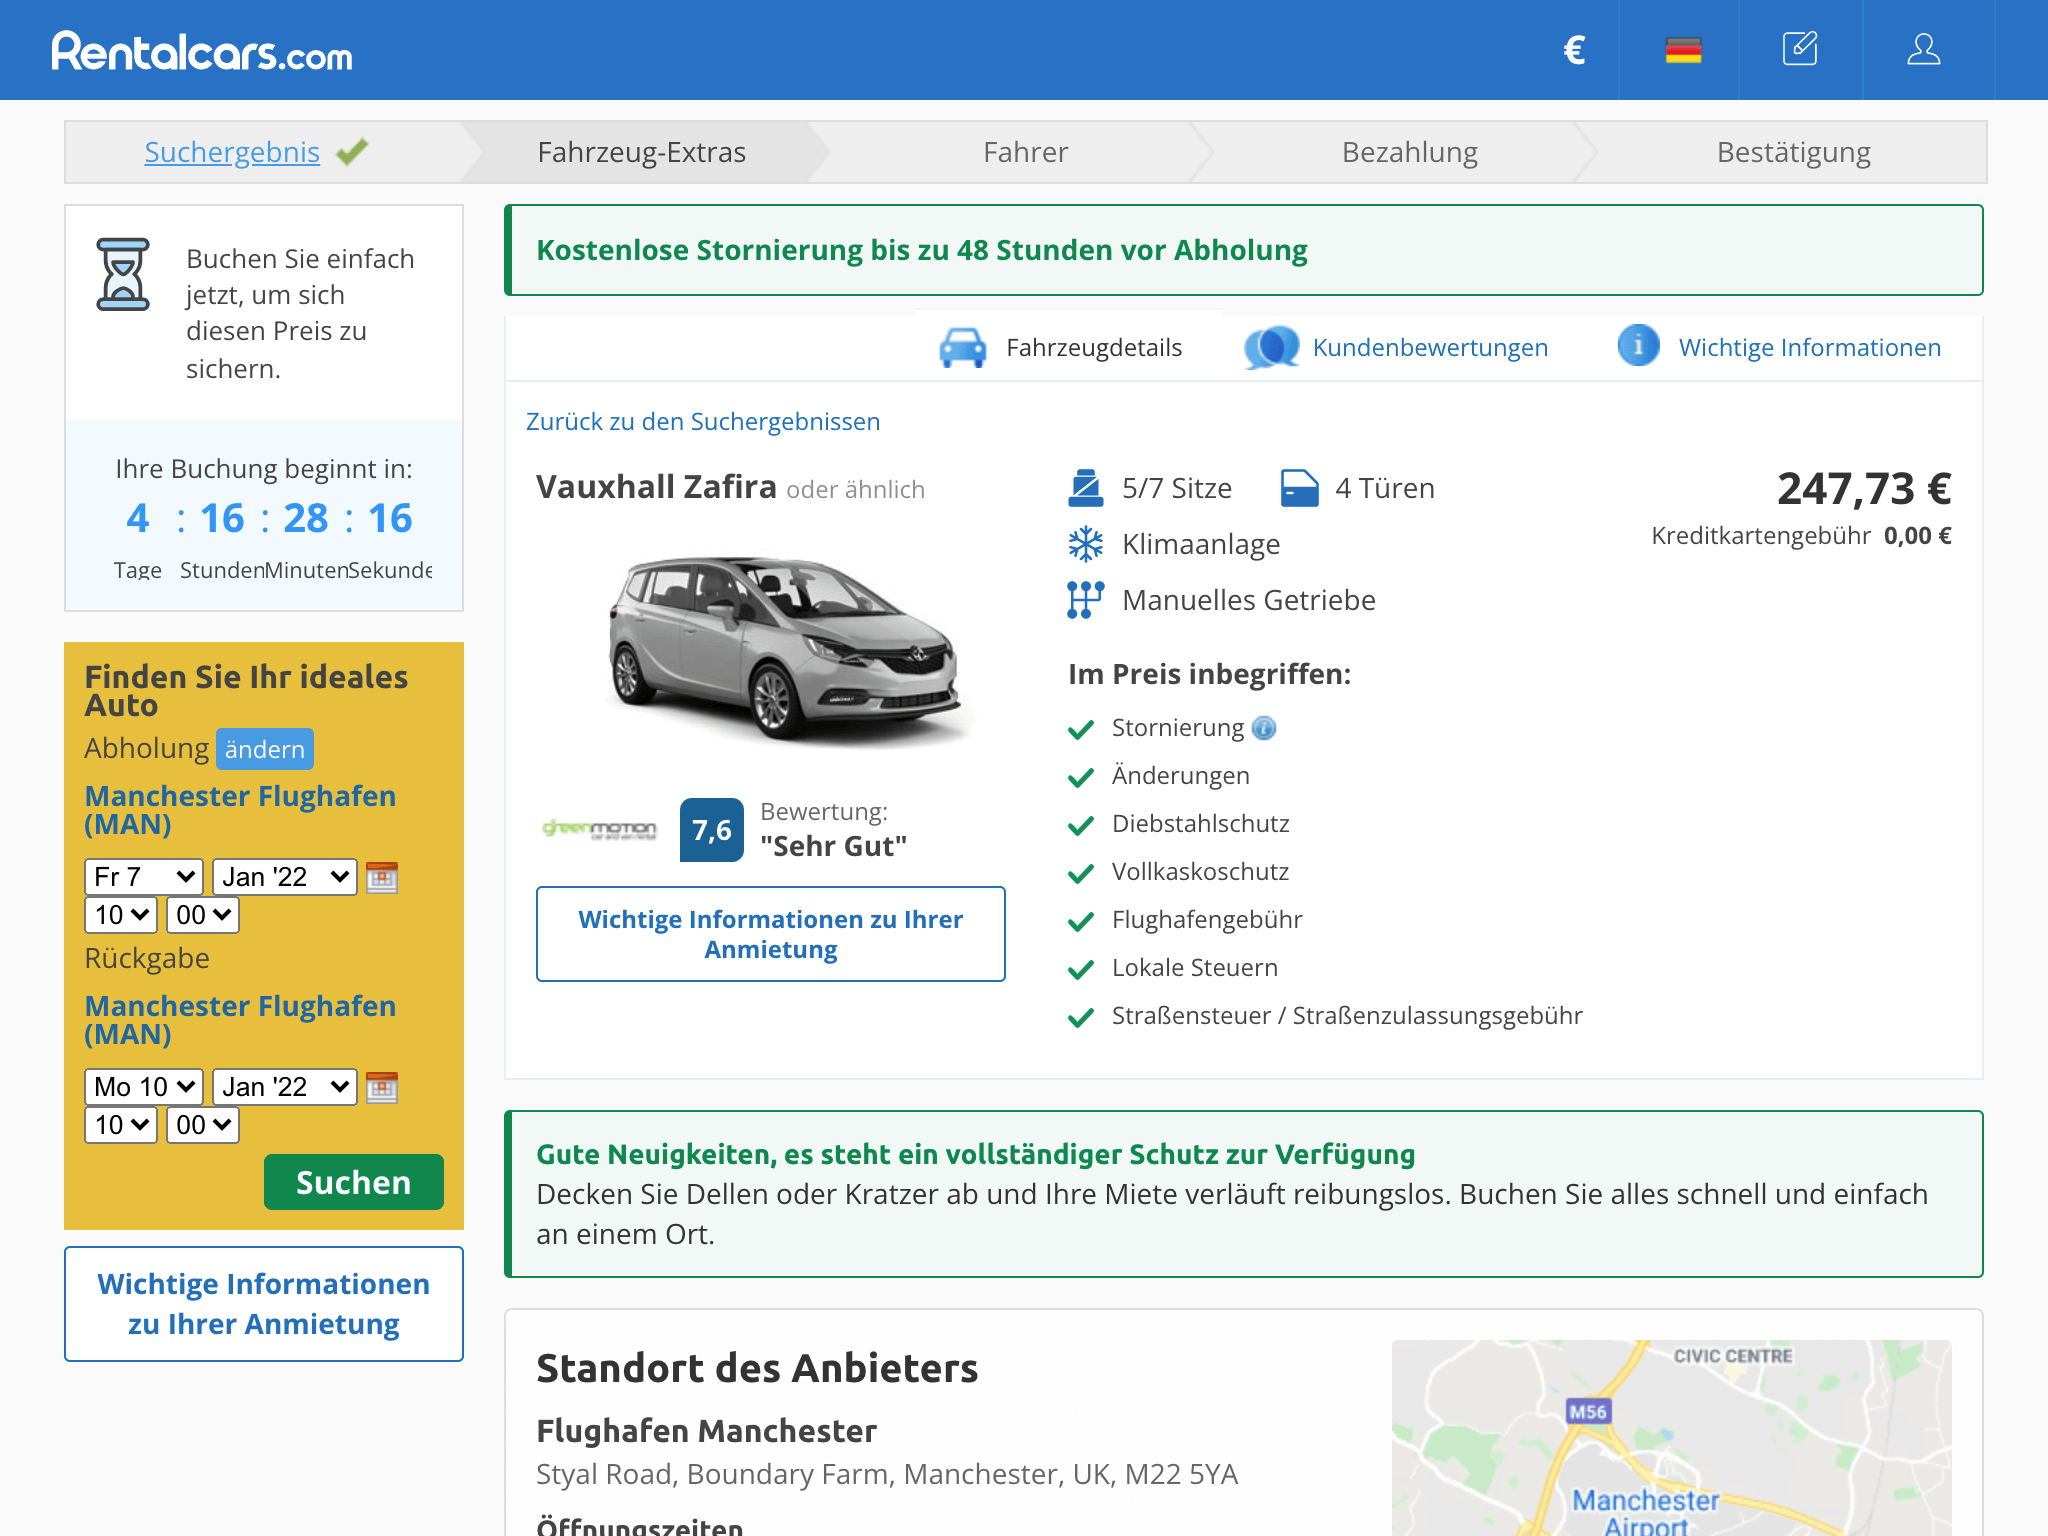 Rentalcars.com
€
Suchergebnis
Fahrzeug-Extras
Fahrer
Bezahlung
Bestätigung
Buchen Sie einfach
jetzt, um sich
diesen Preis zu
sichern.
Ihre Buchung beginnt in:
4 : 16 : 28 : 16
Tage Stunden Minuten Sekunde
Finden Sie Ihr ideales
Auto
Abholung ändern
Manchester Flughafen
(MAN)
Fr 7 Jan '22
10 00
Rückgabe
Manchester Flughafen
(MAN)
Mo 10 Jan '22
10 00
Suchen
Wichtige Informationen
zu Ihrer Anmietung
Kostenlose Stornierung bis zu 48 Stunden vor Abholung
Fahrzeugdetails
Kundenbewertungen
Wichtige Informationen
Zurück zu den Suchergebnissen
Vauxhall Zafira oder ähnlich
greenmotion
7,6
Bewertung:
"Sehr Gut"
Wichtige Informationen zu Ihrer
Anmietung
5/7 Sitze
4 Türen
Klimaanlage
Manuelles Getriebe
247,73 €
Kreditkartengebühr 0,00 €
Im Preis inbegriffen:
Stornierung
Änderungen
Diebstahlschutz
Vollkaskoschutz
Flughafengebühr
Lokale Steuern
Straßensteuer / Straßenzulassungsgebühr
Gute Neuigkeiten, es steht ein vollständiger Schutz zur Verfügung
Decken Sie Dellen oder Kratzer ab und Ihre Miete verläuft reibungslos. Buchen Sie alles schnell und einfach
an einem Ort.
Standort des Anbieters
Flughafen Manchester
Styal Road, Boundary Farm, Manchester, UK, M22 5YA
Öffnungszeiten
CIVIC CENTRE
M56
Manchester
Airport